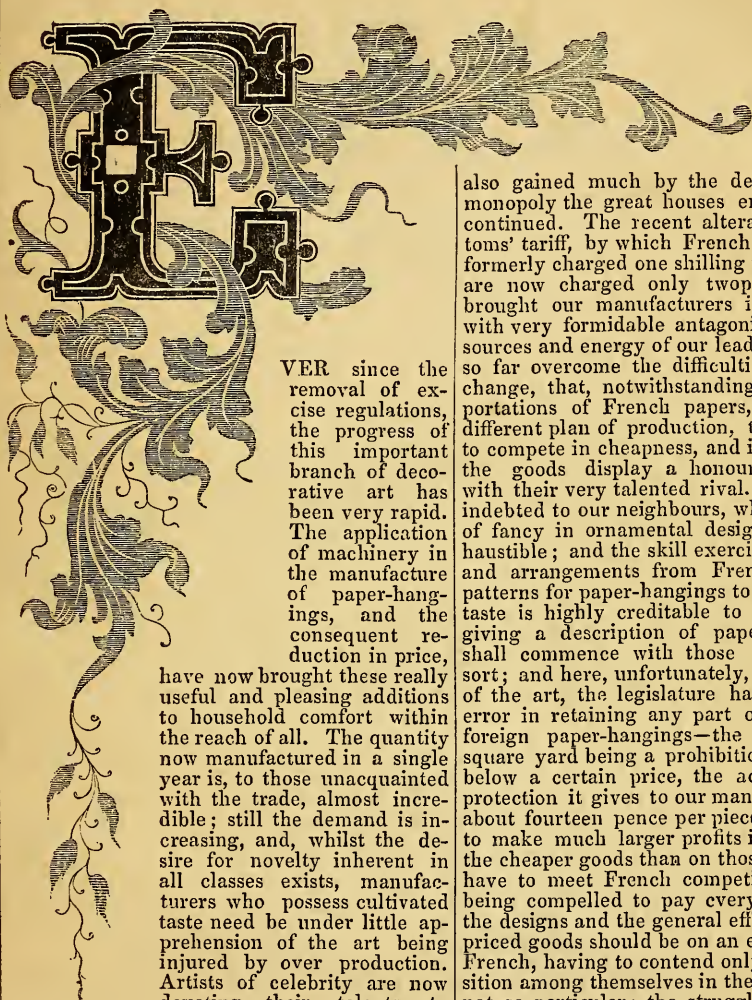 EVER since the
removal of ex-
cise regulations,
the progress of
this important
branch of deco-
rative art has
been very rapid.
The application
of machinery in
the manufacture
of paper-hang-
ings, and the
consequent re-
duction in price,
have now brought these really
useful and pleasing additions
to household comfort within
the reach of all. The quantity
now manufactured in a single
year is, to those unacquainted
with the trade, almost incre-
dible; still the demand is in-
creasing, and, whilst the de-
sire for novelty inherent in
all classes exists, manufac-
turers who possess cultivated
taste need be under little ap-
prehension of the art being
injured by over production.
Artists of celebrity are now
also gained much by the de
monopoly the great houses e
continued. The recent altera
toms' tariff, by which French
formerly charged one shilling
are now charged only twop
brought our manufacturers i
with very formidable antagoni
sources and energy of our lead
so far overcome the difficulti
change, that, notwithstanding
portations of French papers,
different plan of production, t
to compete in cheapness, and i
the goods display a honour
with their very talented rival.
indebted to our neighbours, w
of fancy in ornamental desig
haustible; and the skill exerci
and arrangements from Fren
patterns for paper-hangings to
taste is highly creditable to
giving a description of pape
shall commence with those
sort; and here, unfortunately,
of the art, the legislature ha
error in retaining any part o
foreign paper-hangings—the
square yard being a prohibitio
below a certain price, the ac
protection it gives to our man
about fourteen pence per piec
to make much larger profits i
the cheaper goods than on thos
have to meet French competi
being compelled to pay every
the designs and the general eff
priced goods should be on an e
French, having to contend onl
sition among themselves in the